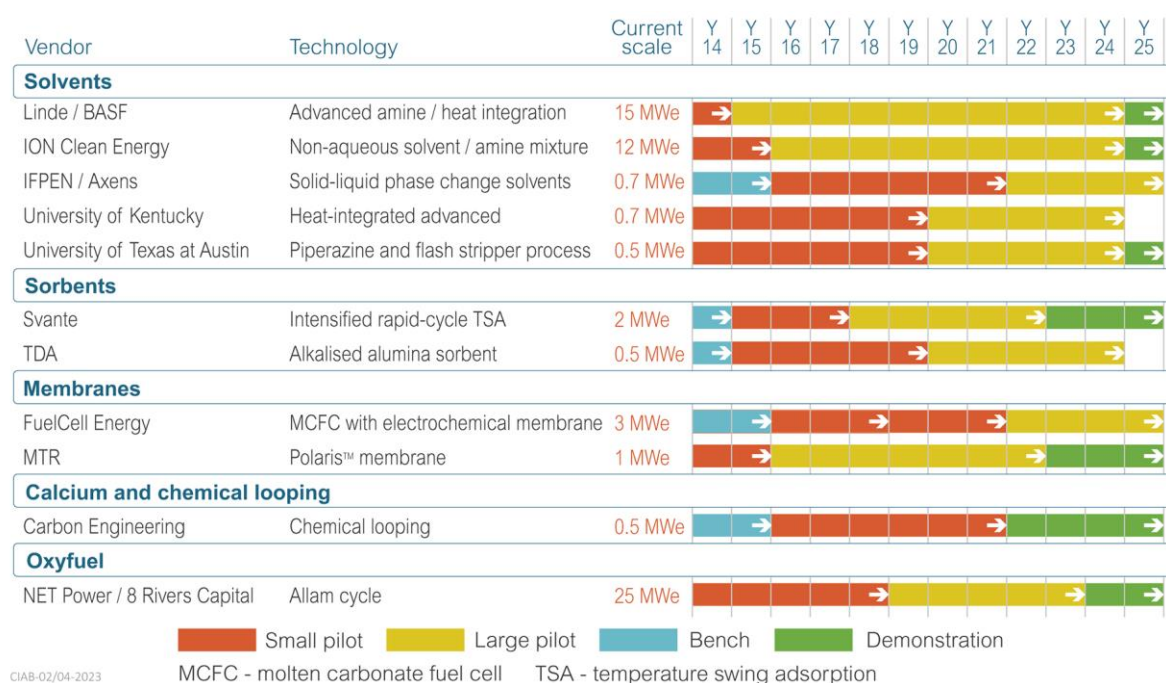 Vendor Technology Current scale Y 14 Y 15 Y 16 Y 17 Y 18 Y 19 Y 20 Y 21 Y 22 Y 23 Y 24 Y 25
Solvents
Linde / BASF Advanced amine / heat integration 15 MWe
ION Clean Energy Non-aqueous solvent / amine mixture 12 MWe
IFPEN / Axens Solid-liquid phase change solvents 0.7 MWe
University of Kentucky Heat-integrated advanced 0.7 MWe
University of Texas at Austin Piperazine and flash stripper process 0.5 MWe
Sorbents
Svante Intensified rapid-cycle TSA 2 MWe
TDA Alkalised alumina sorbent 0.5 MWe
Membranes
FuelCell Energy MCFC with electrochemical membrane 3 MWe
MTR Polaris™ membrane 1 MWe
Calcium and chemical looping
Carbon Engineering Chemical looping 0.5 MWe
Oxyfuel
NET Power / 8 Rivers Capital Allam cycle 25 MWe
Small pilot Large pilot Bench Demonstration
MCFC - molten carbonate fuel cell TSA - temperature swing adsorption
CIAB-02/04-2023